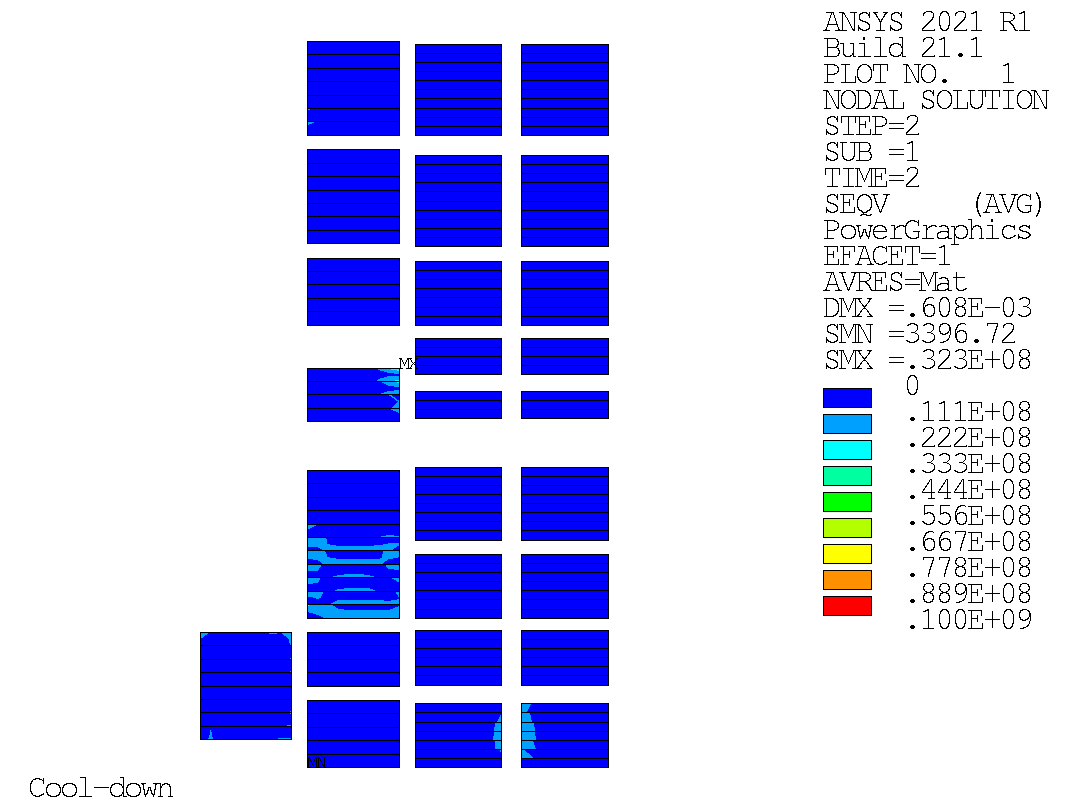 ANSYS 2021 R1
Build 21.1
PLOT NO.   1
NODAL SOLUTION
STEP=2
SUB =1
TIME=2
SEQV     (AVG)
PowerGraphics
EFACET=1
AVRES=Mat
DMX =.608E-03
SMN =3396.72
SMX =.323E+08
0
.111E+08
.222E+08
.333E+08
.444E+08
.556E+08
.667E+08
.778E+08
.889E+08
.100E+09
MX
MN
Cool-down